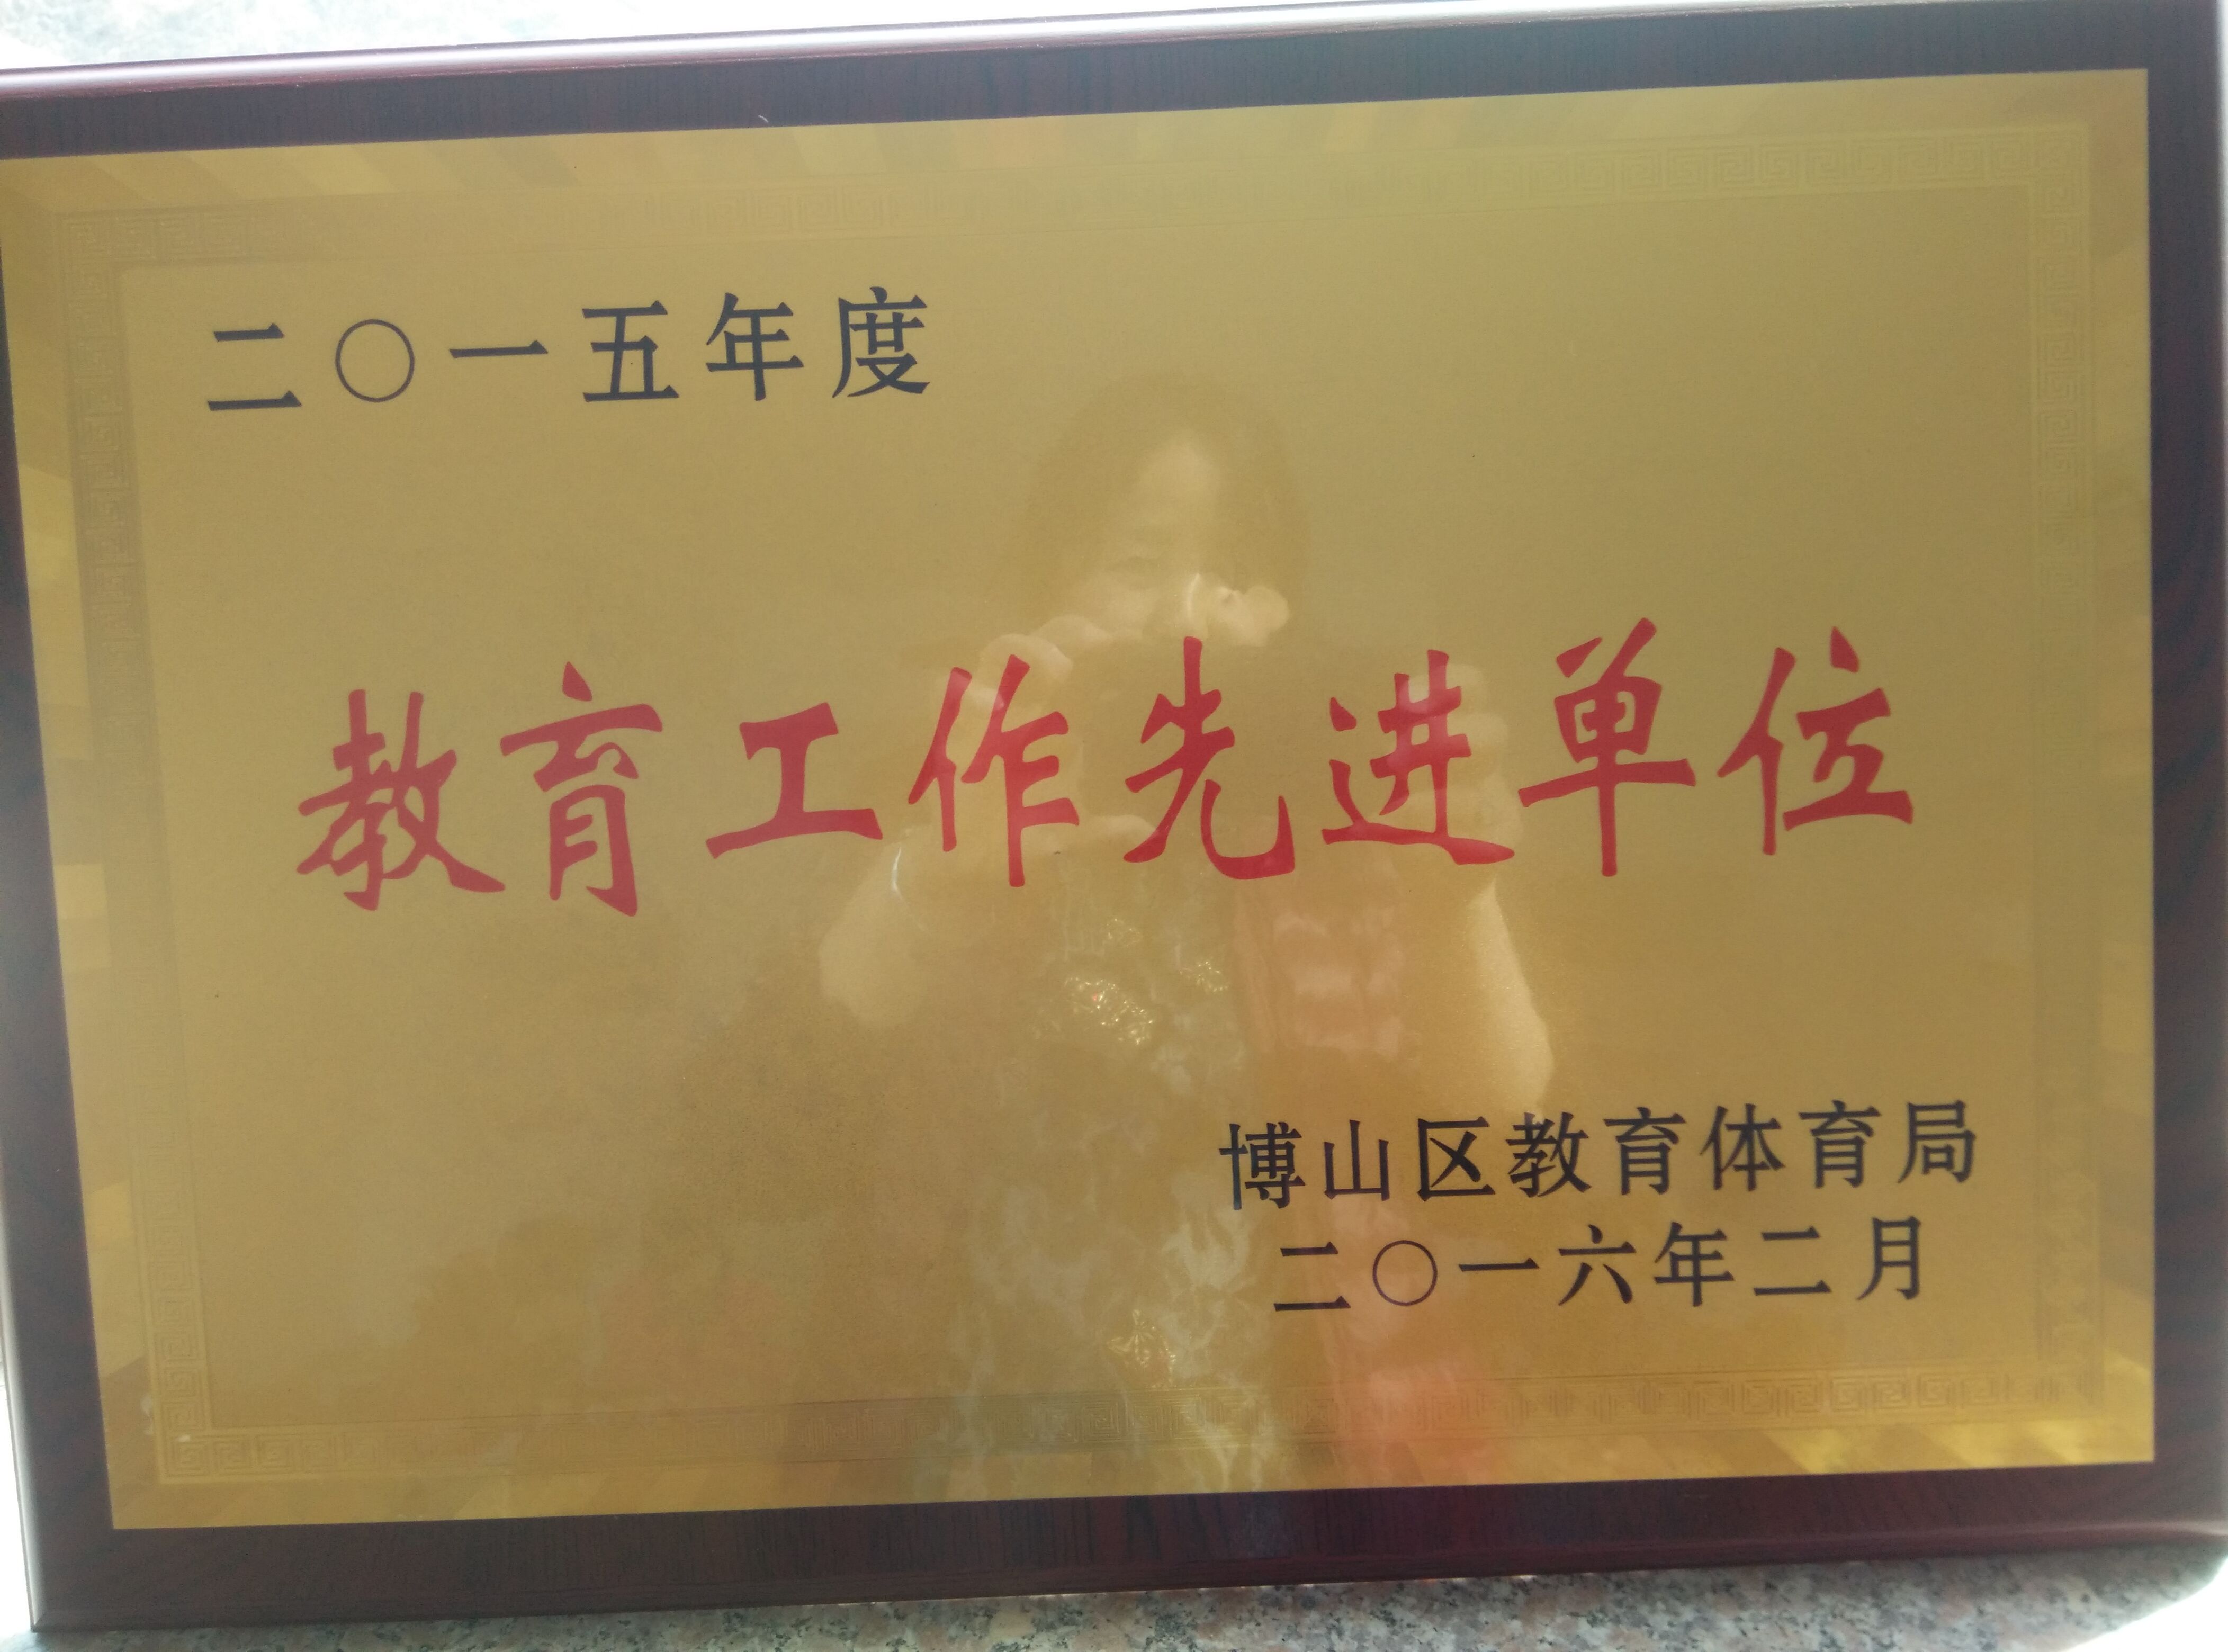 二〇一五年度
教育工作先进单位
博山区教育体育局
二〇一六年二月